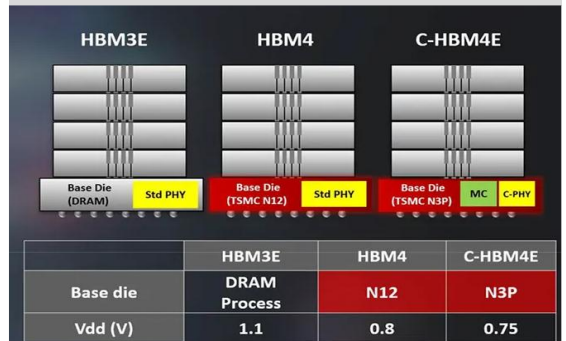 HBM3E HBM4 C-HBM4E
Base Die
(DRAM)
Std PHY
Base Die
(TSMC N12)
Std PHY
Base Die
(TSMC N3P)
MC
C-PHY
HBM3E HBM4 C-HBM4E
Base die DRAM Process N12 N3P
Vdd (V) 1.1 0.8 0.75